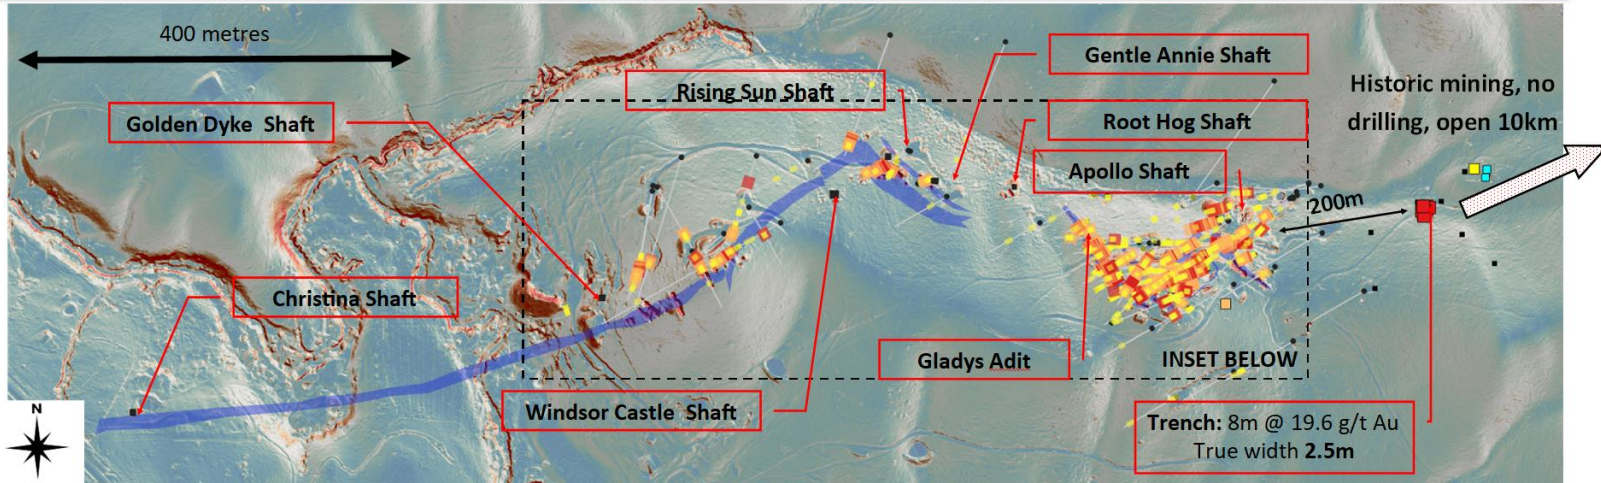 400 metres
Gentle Annie Shaft
Rising Sun Shaft
Historic mining, no
drilling, open 10km
Golden Dyke Shaft
Root Hog Shaft
Apollo Shaft
200m
Christina Shaft
Gladys Adit
INSET BELOW
Windsor Castle Shaft
N
Trench: 8m @ 19.6 g/t Au
True width 2.5m